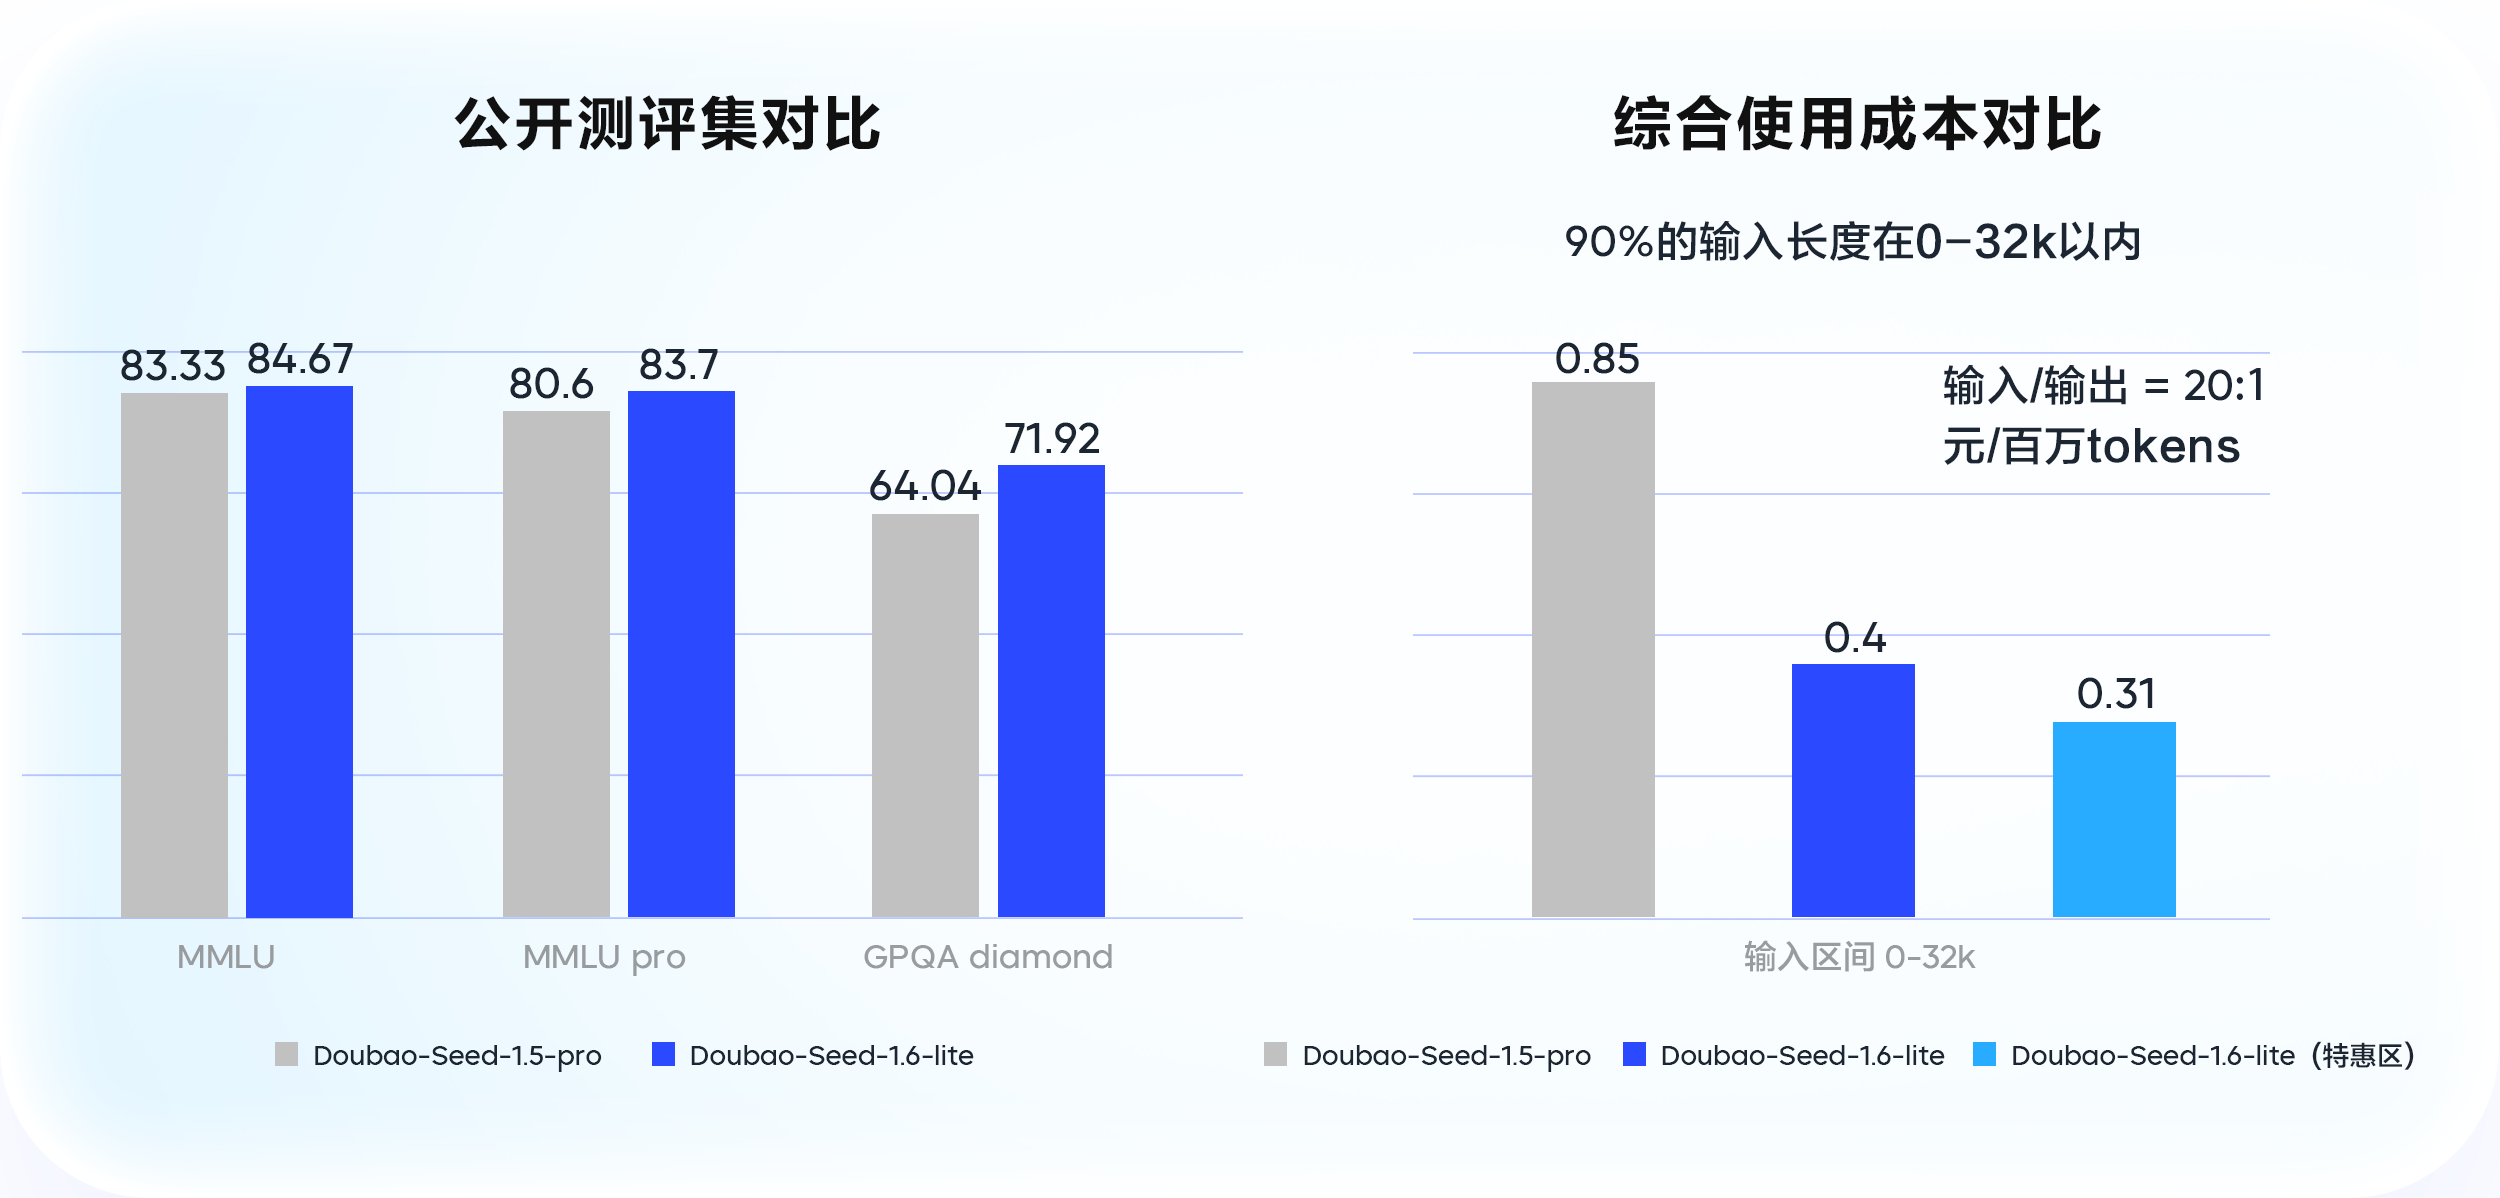 公开测评集对比
83.33
84.67
80.6
83.7
64.04
71.92
MMLU
MMLU pro
GPQA diamond
Doubao-Seed-1.5-pro
Doubao-Seed-1.6-lite
综合使用成本对比
90%的输入长度在0-32k以内
输入/输出 = 20:1
元/百万tokens
0.85
0.4
0.31
输入区间 0-32k
Doubao-Seed-1.5-pro
Doubao-Seed-1.6-lite
Doubao-Seed-1.6-lite（特惠区）